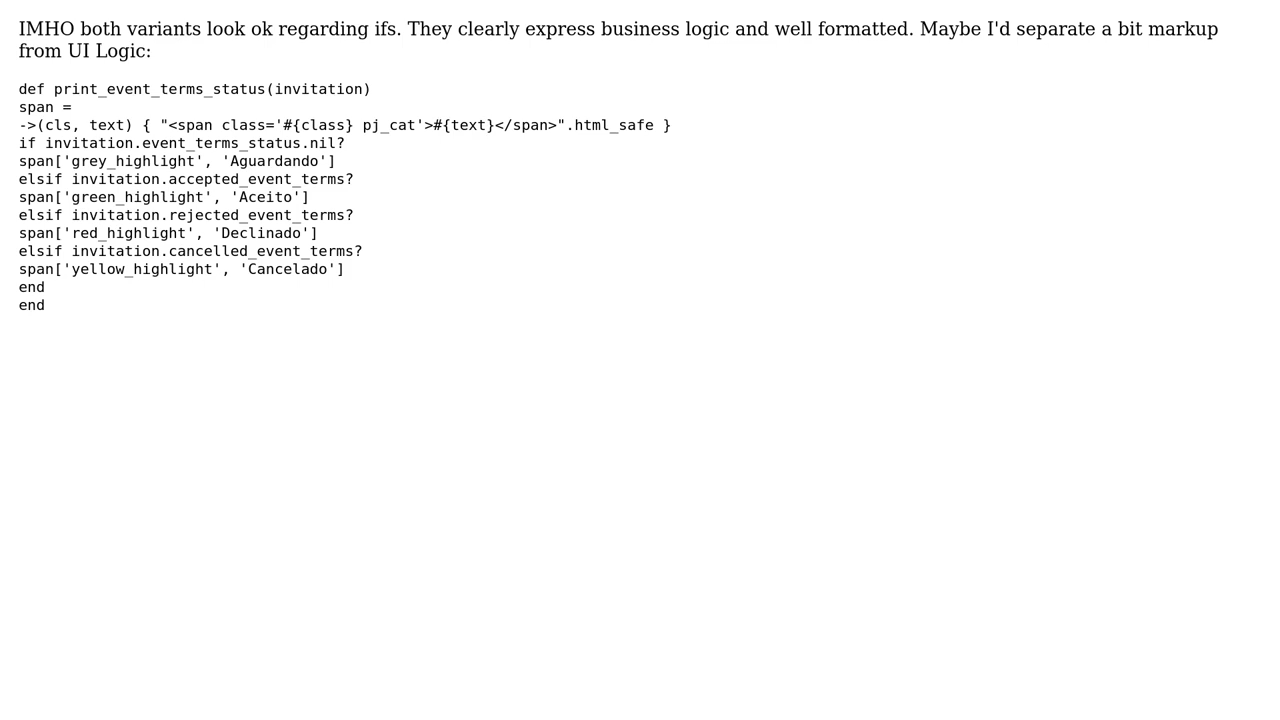 IMHO both variants look ok regarding ifs. They clearly express business logic and well formatted. Maybe I'd separate a bit markup
from UI Logic:
def print_event_terms_status(invitation)
span =
->(cls, text) { "<span class='#{class} pj_cat'>#{text}</span>".html_safe }
if invitation.event_terms_status.nil?
span['grey_highlight', 'Aguardando']
elsif invitation.accepted_event_terms?
span['green_highlight', 'Aceito']
elsif invitation.rejected_event_terms?
span['red_highlight', 'Declinado']
elsif invitation.cancelled_event_terms?
span['yellow_highlight', 'Cancelado']
end
end